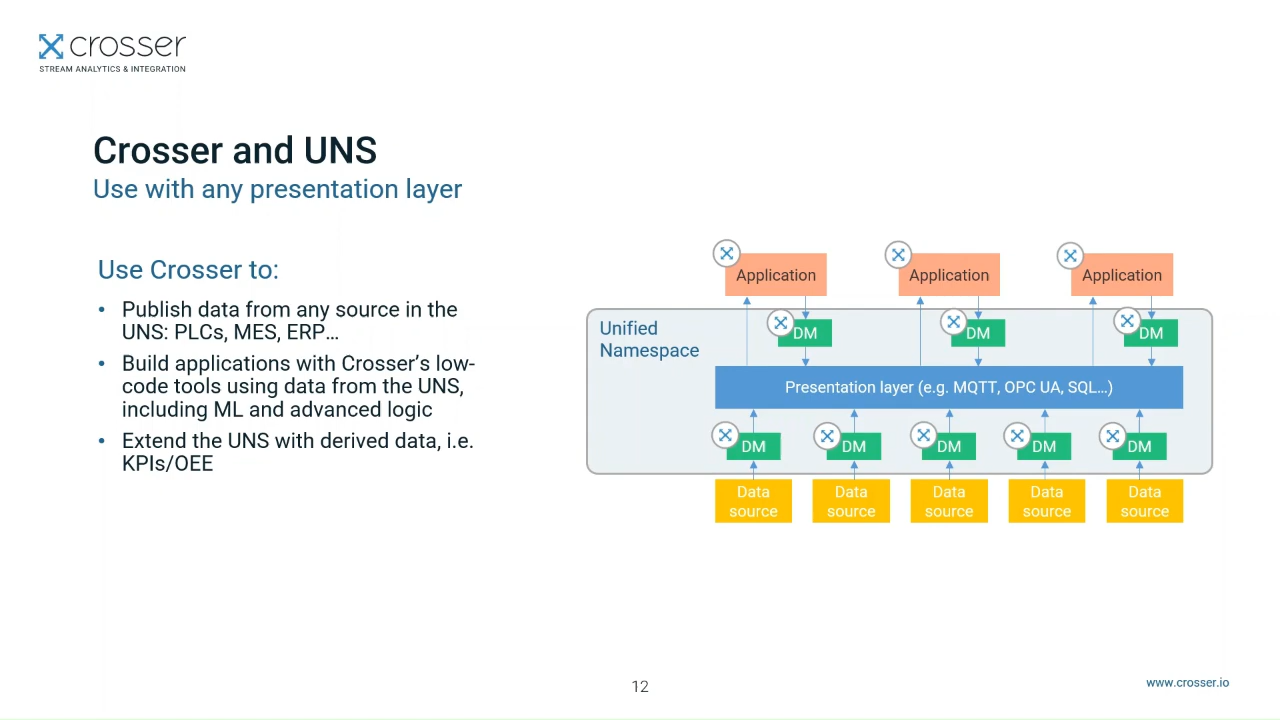 crosser
STREAM ANALYTICS & INTEGRATION
Crosser and UNS
Use with any presentation layer
Use Crosser to:
• Publish data from any source in the
UNS: PLCs, MES, ERP…
• Build applications with Crosser’s low-
code tools using data from the UNS,
including ML and advanced logic
• Extend the UNS with derived data, i.e.
KPIs/OEE
Application
Application
Application
Unified
Namespace
DM
DM
DM
Presentation layer (e.g. MQTT, OPC UA, SQL…)
DM
DM
DM
DM
DM
Data
source
Data
source
Data
source
Data
source
Data
source
12
www.crosser.io